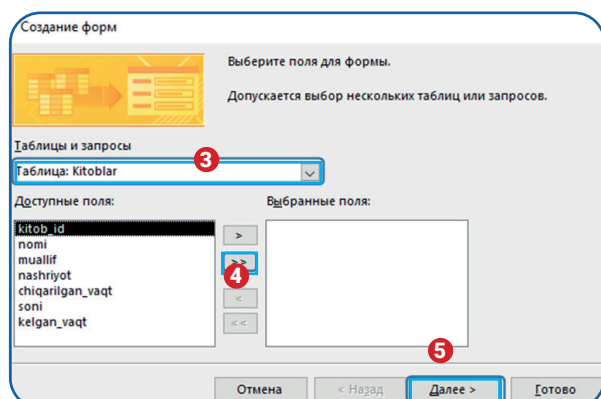 Создание форм
Выберите поля для формы.
Допускается выбор нескольких таблиц или запросов.
Таблицы и запросы
3
Таблица: Kitoblar
Доступные поля:
Выбранные поля:
kitob_id
nomi
muallif
nashriyot
chiqarilgan_vaqt
soni
kelgan_vaqt
>
>>
4
<
<<
5
Отмена
< Назад
Далее >
Готово